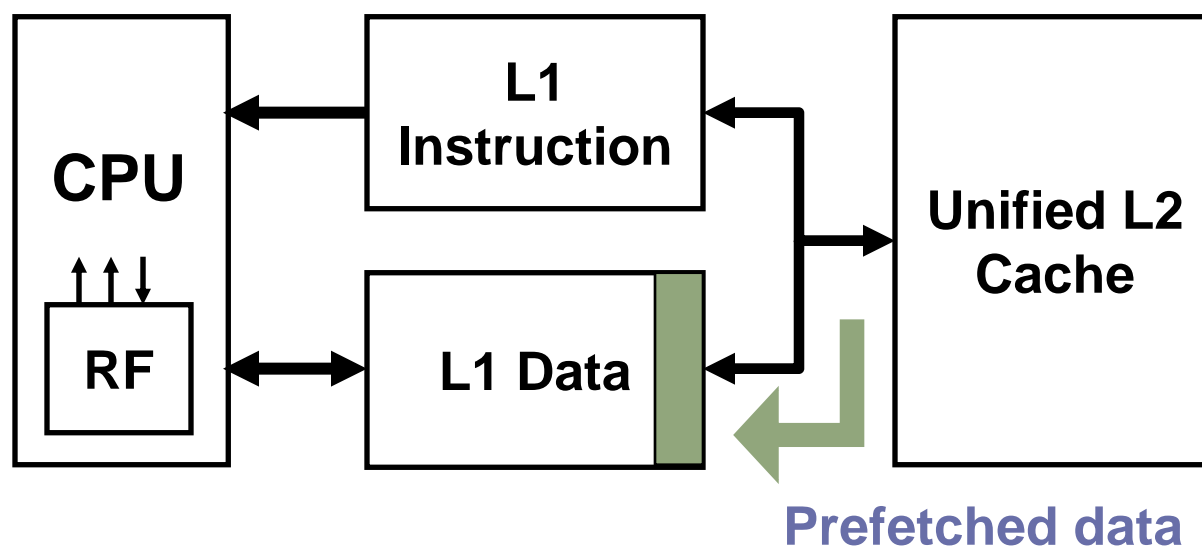 CPU
RF
L1
Instruction
L1 Data
Unified L2
Cache
Prefetched data